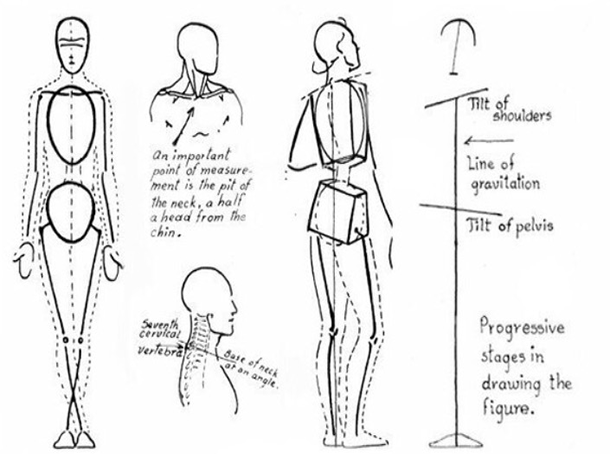 An important
point of measure-
ment is the pit of
the neck, a half
a head from the
chin.
Seventh
cervical
vertebra
Base of neck
at an angle.
Tilt of
shoulders
Line of
gravitation
Tilt of pelvis
Progressive
stages in
drawing the
figure.